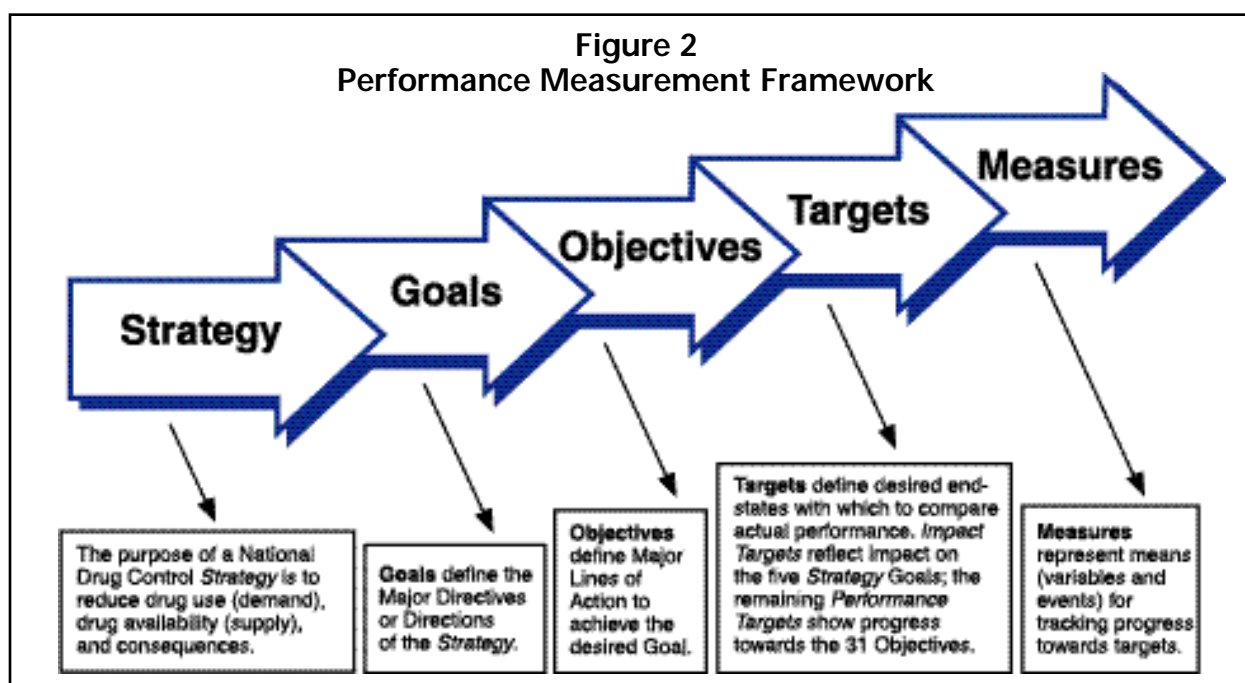 Figure 2
Performance Measurement Framework
Strategy
Goals
Objectives
Targets
Measures
The purpose of a National
Drug Control Strategy is to
reduce drug use (demand),
drug availability (supply),
and consequences.
Goals define the
Major Directives
or Directions
of the Strategy.
Objectives
define Major
Lines of
Action to
achieve the
desired Goal.
Targets define desired end-
states with which to compare
actual performance. Impact
Targets reflect impact on
the five Strategy Goals; the
remaining Performance
Targets show progress
towards the 31 Objectives.
Measures
represent means
(variables and
events) for
tracking progress
towards targets.